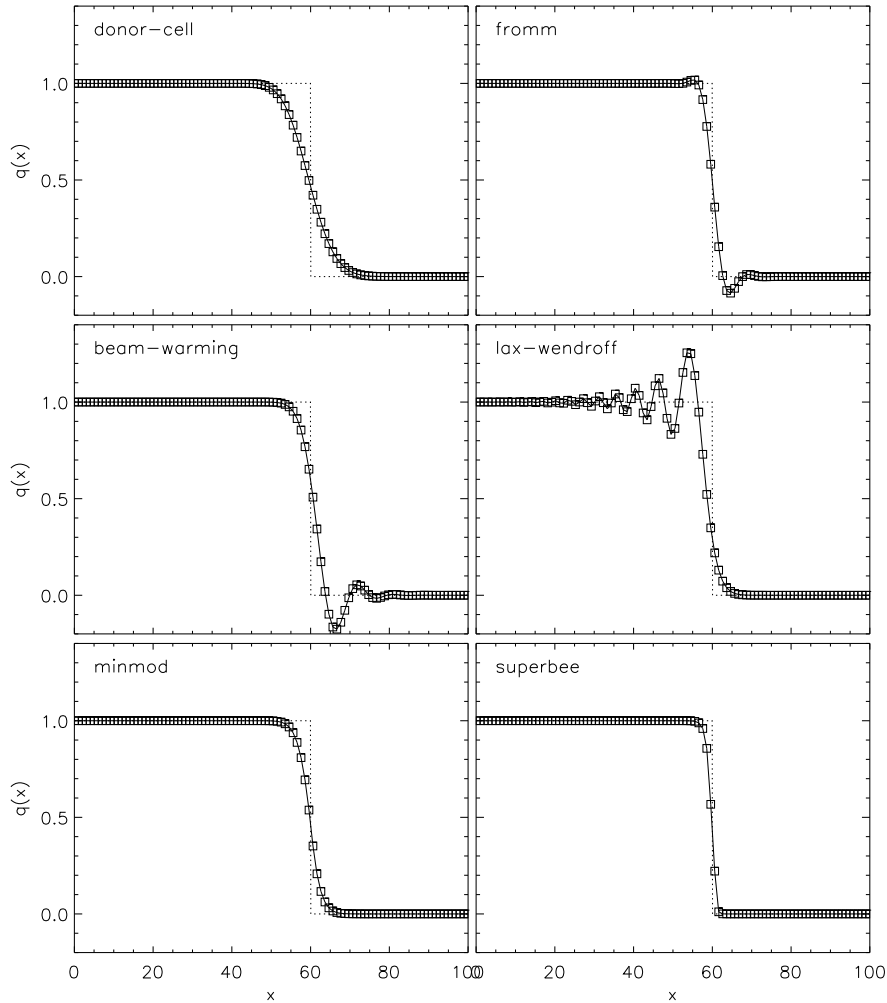 donor-cell
fromm
1.0
q(x)
0.5
0.0
beam-warming
lax-wendroff
1.0
q(x)
0.5
0.0
minmod
superbee
1.0
q(x)
0.5
0.0
0 20 40 60 80 100
0 20 40 60 80 100
x
x